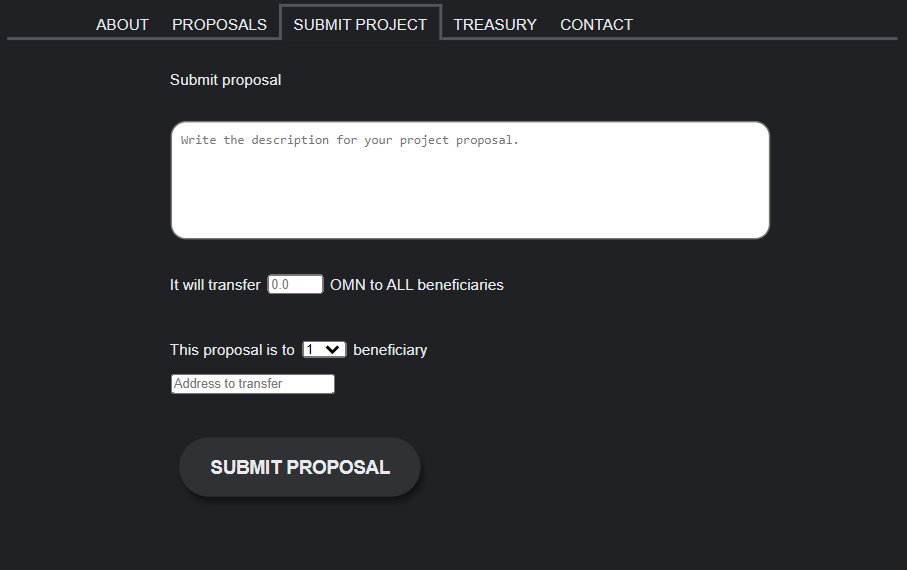 ABOUT PROPOSALS SUBMIT PROJECT TREASURY CONTACT
Submit proposal
Write the description for your project proposal.
It will transfer 0.0 OMN to ALL beneficiaries
This proposal is to 1 beneficiary
Address to transfer
SUBMIT PROPOSAL